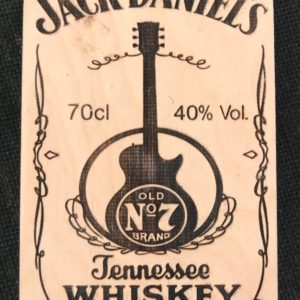 JACK DANIELS
70cl 40% Vol.
OLD
Nº7
BRAND
Tennessee
WHISKEY